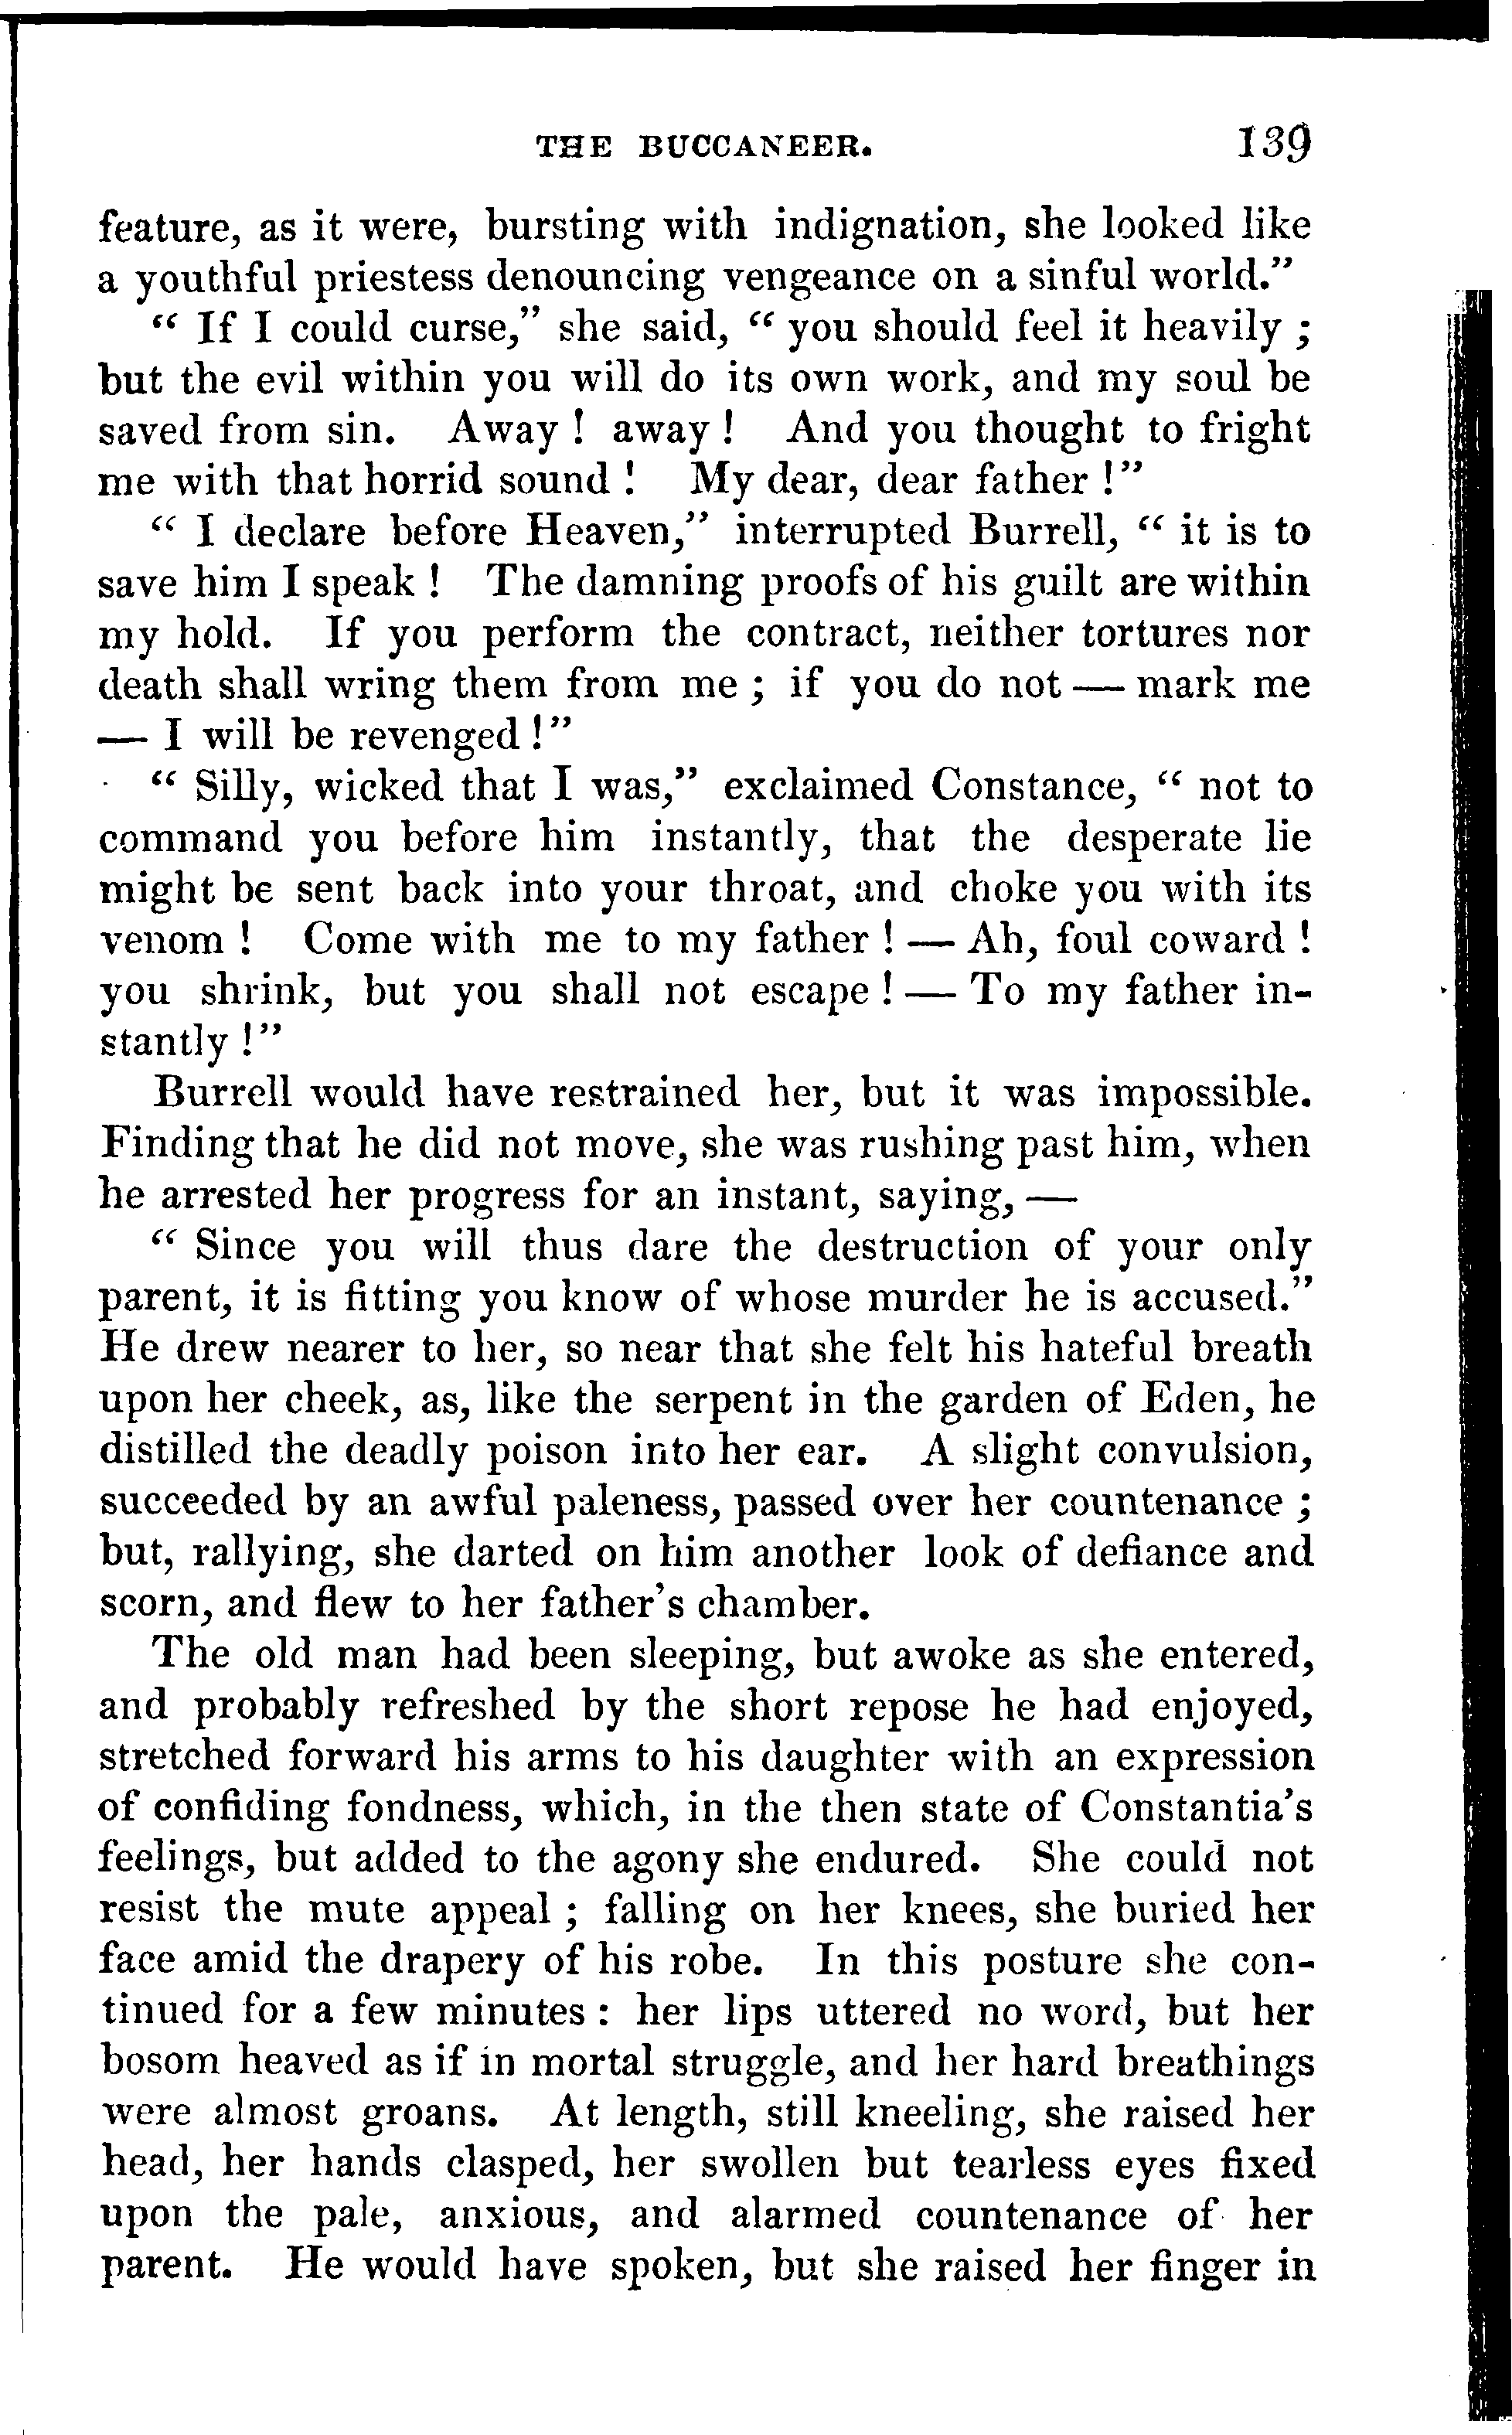 THE BUCCANEER. 139
feature, as it were, bursting with indignation, she looked like
a youthful priestess denouncing vengeance on a sinful world.”
“ If I could curse,” she said, “ you should feel it heavily ;
but the evil within you will do its own work, and my soul be
saved from sin. Away ! away ! And you thought to fright
me with that horrid sound ! My dear, dear father !”
“ I declare before Heaven,” interrupted Burrell, “ it is to
save him I speak ! The damning proofs of his guilt are within
my hold. If you perform the contract, neither tortures nor
death shall wring them from me ; if you do not — mark me
— I will be revenged !”
“ Silly, wicked that I was,” exclaimed Constance, “ not to
command you before him instantly, that the desperate lie
might be sent back into your throat, and choke you with its
venom ! Come with me to my father ! — Ah, foul coward !
you shrink, but you shall not escape ! — To my father in-
stantly !”
Burrell would have restrained her, but it was impossible.
Finding that he did not move, she was rushing past him, when
he arrested her progress for an instant, saying, —
“ Since you will thus dare the destruction of your only
parent, it is fitting you know of whose murder he is accused.”
He drew nearer to her, so near that she felt his hateful breath
upon her cheek, as, like the serpent in the garden of Eden, he
distilled the deadly poison into her ear. A slight convulsion,
succeeded by an awful paleness, passed over her countenance ;
but, rallying, she darted on him another look of defiance and
scorn, and flew to her father's chamber.
The old man had been sleeping, but awoke as she entered,
and probably refreshed by the short repose he had enjoyed,
stretched forward his arms to his daughter with an expression
of confiding fondness, which, in the then state of Constantia's
feelings, but added to the agony she endured. She could not
resist the mute appeal ; falling on her knees, she buried her
face amid the drapery of his robe. In this posture she con-
tinued for a few minutes : her lips uttered no word, but her
bosom heaved as if in mortal struggle, and her hard breathings
were almost groans. At length, still kneeling, she raised her
head, her hands clasped, her swollen but tearless eyes fixed
upon the pale, anxious, and alarmed countenance of her
parent. He would have spoken, but she raised her finger in